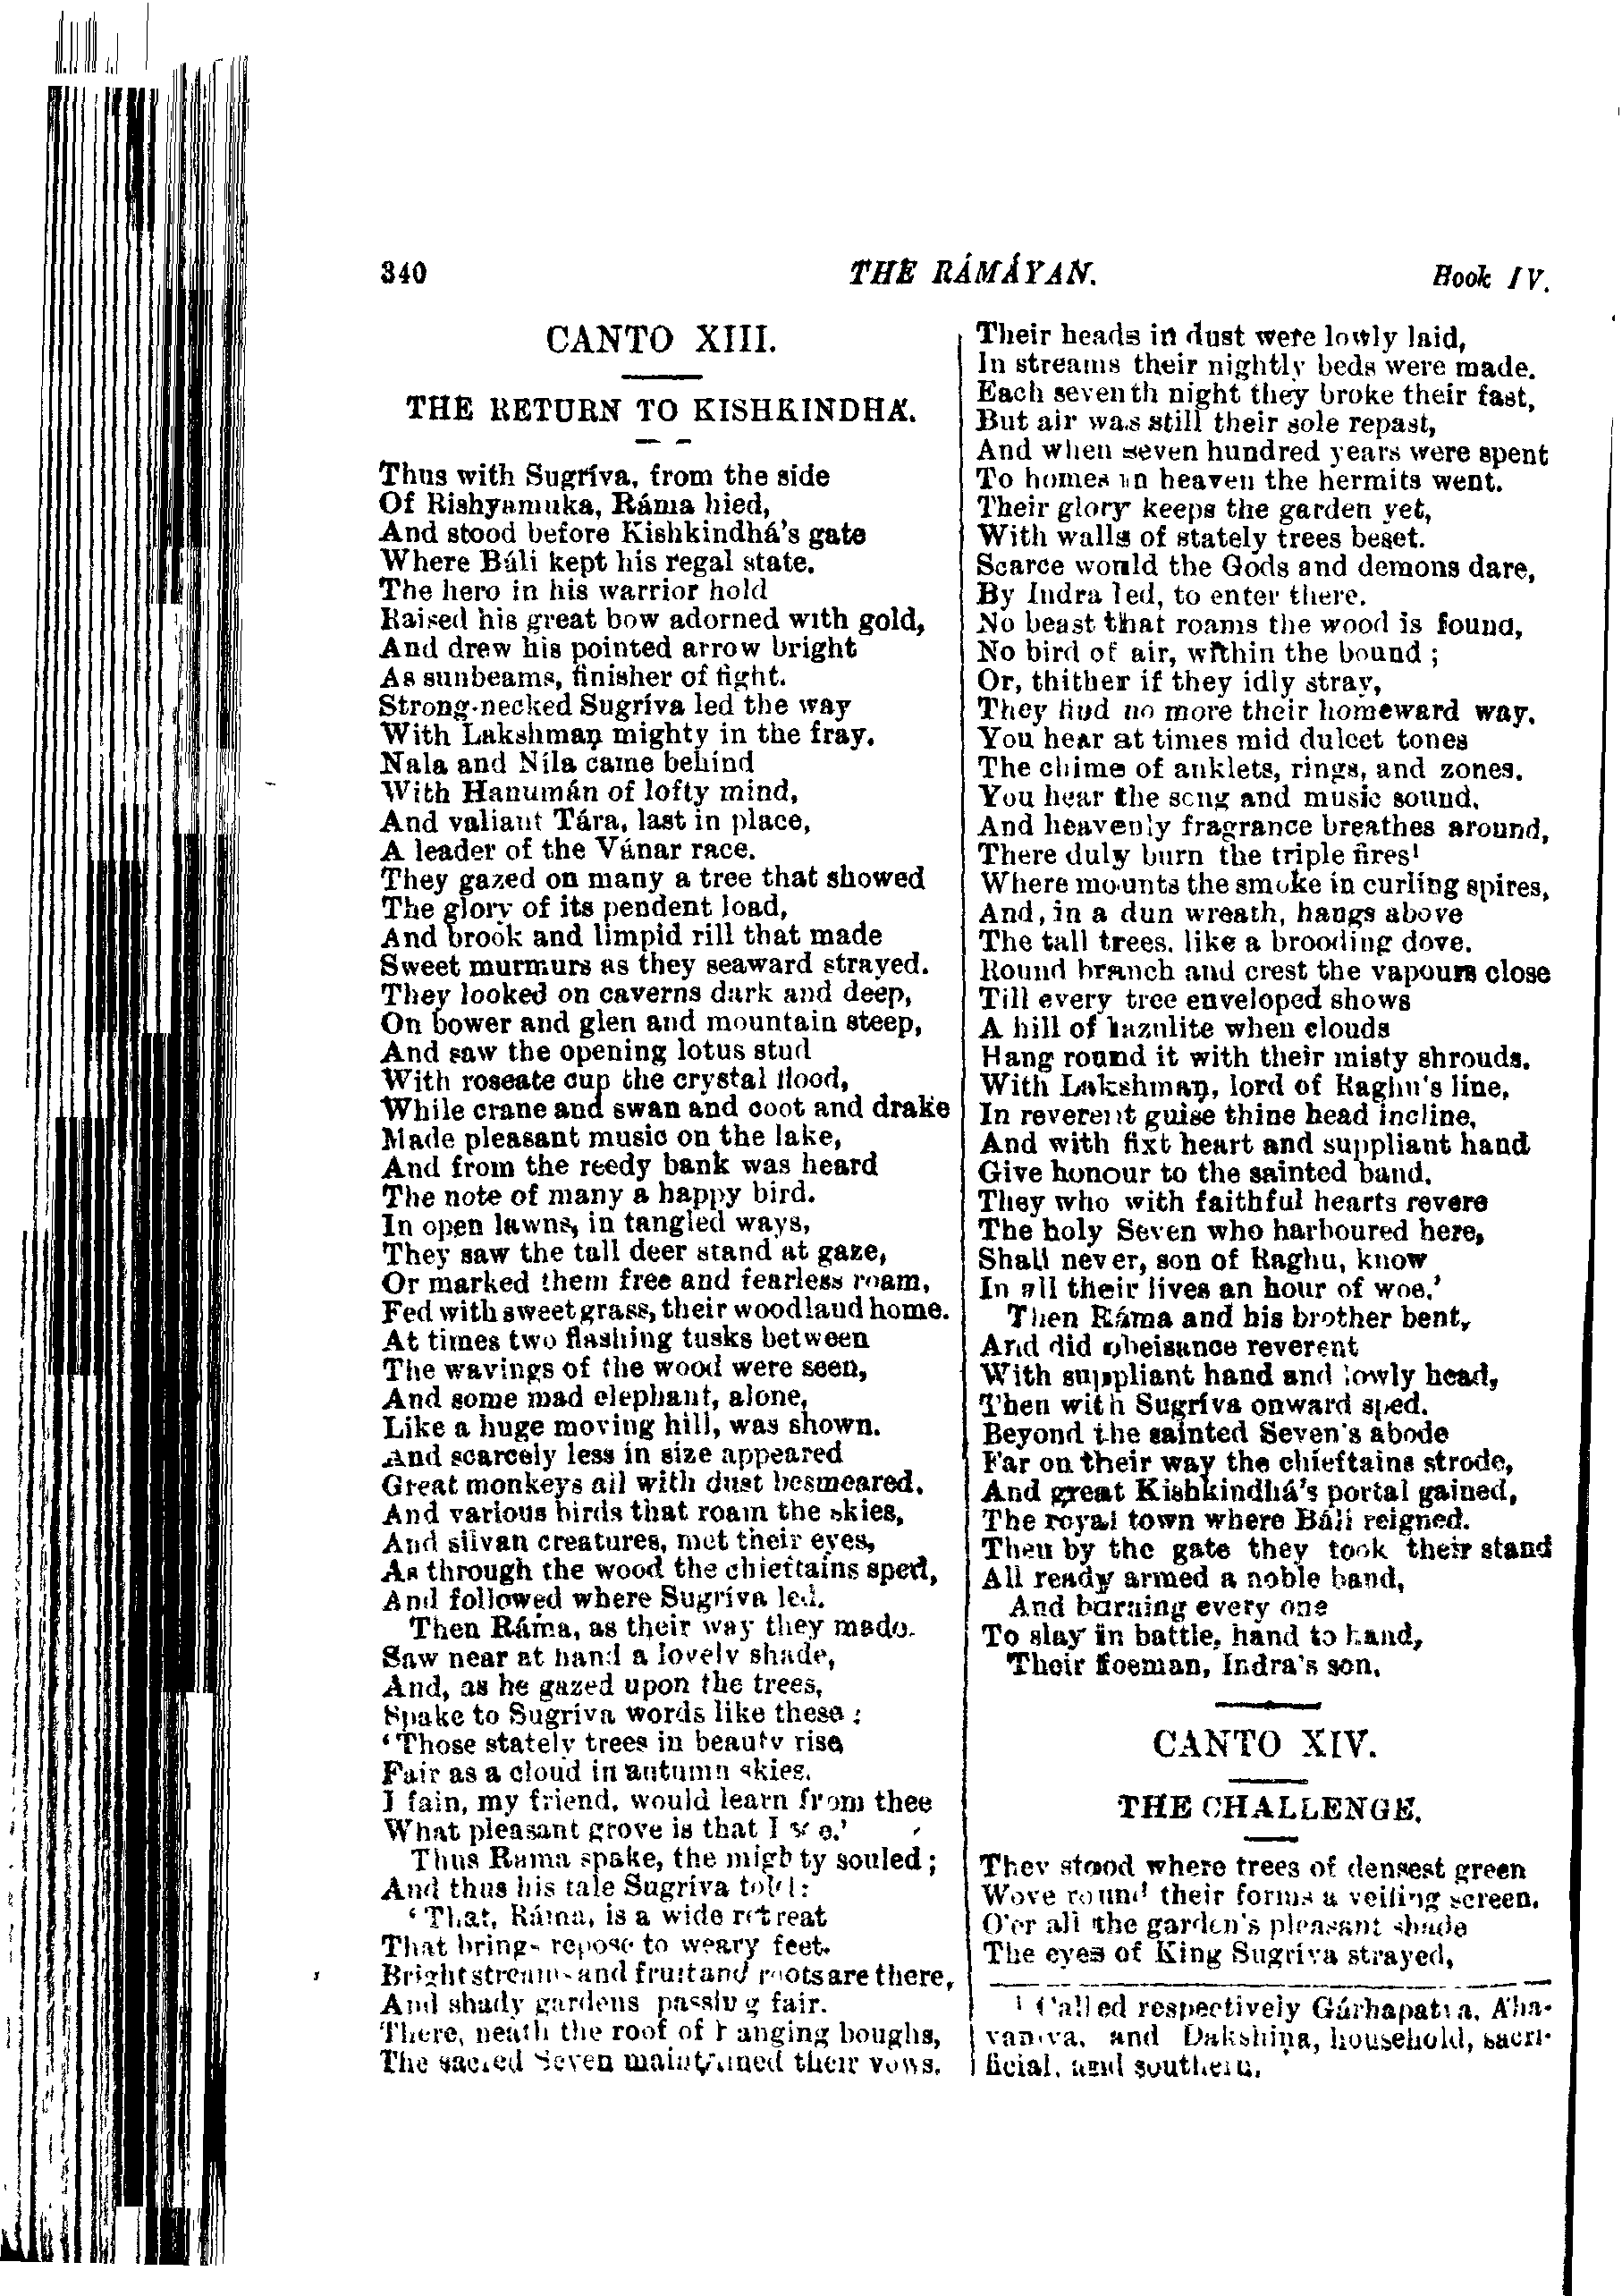 340 THE RÁMÁYAN. Book IV.
CANTO XIII.
THE RETURN TO KISHKINDHÁ.
Thus with Sugríva, from the side
Of Rishyamuka, Ráma hied,
And stood before Kishkindhá's gate
Where Báli kept his regal state.
The hero in his warrior hold
Raised his great bow adorned with gold,
And drew his pointed arrow bright
As sunbeams, finisher of fight.
Strong-necked Sugríva led the way
With Lakshmaṇ mighty in the fray.
Nala and Níla came behind
With Hanumán of lofty mind,
And valiant Tára, last in place,
A leader of the Vánar race.
They gazed on many a tree that showed
The glory of its pendent load,
And brook and limpid rill that made
Sweet murmurs as they seaward strayed.
They looked on caverns dark and deep,
On bower and glen and mountain steep,
And saw the opening lotus stud
With roseate cup the crystal flood,
While crane and swan and coot and drake
Made pleasant music on the lake,
And from the reedy bank was heard
The note of many a happy bird.
In open lawns, in tangled ways,
They saw the tall deer stand at gaze,
Or marked them free and fearless roam,
Fed with sweet grass, their woodland home.
At times two flashing tusks between
The wavings of the wood were seen,
And some mad elephant, alone,
Like a huge moving hill, was shown.
And scarcely less in size appeared
Great monkeys all with dust besmeared.
And various birds that roam the skies,
And silvan creatures, met their eyes,
As through the wood the chieftains sped,
And followed where Sugríva led.
Then Ráma, as their way they made,
Saw near at hand a lovely shade,
And, as he gazed upon the trees,
Spake to Sugríva words like these:
'Those stately trees in beauty rise
Fair as a cloud in autumn skies.
I fain, my friend, would learn from thee
What pleasant grove is that I see.'
Thus Rama spake, the mighty souled;
And thus his tale Sugríva told:
'That, Ráma, is a wide retreat
That brings repose to weary feet.
Bright streams and fruit and roots are there,
And shady gardens passing fair.
There, neath the roof of hanging boughs,
The sacred Seven maintained their vows.
Their heads in dust were lowly laid,
In streams their nightly beds were made.
Each seventh night they broke their fast,
But air was still their sole repast,
And when seven hundred years were spent
To homes in heaven the hermits went.
Their glory keeps the garden yet,
With walls of stately trees beset.
Scarce would the Gods and demons dare,
By Indra led, to enter there.
No beast that roams the wood is found,
No bird of air, within the bound;
Or, thither if they idly stray,
They find no more their homeward way.
You hear at times mid dulcet tones
The chime of anklets, rings, and zones.
You hear the song and music sound,
And heavenly fragrance breathes around,
There duly burn the triple fires¹
Where mounts the smoke in curling spires,
And, in a dun wreath, hangs above
The tall trees, like a brooding dove.
Round branch and crest the vapours close
Till every tree enveloped shows
A hill of lazulite when clouds
Hang round it with their misty shrouds.
With Lakshmaṇ, lord of Raghu's line,
In reverent guise thine head incline,
And with fixt heart and suppliant hand
Give honour to the sainted band.
They who with faithful hearts revere
The holy Seven who harboured here,
Shall never, son of Raghu, know
In all their lives an hour of woe.'
Then Ráma and his brother bent,
And did obeisance reverent
With suppliant hand and lowly head,
Then with Sugríva onward sped.
Beyond the sainted Seven's abode
Far on their way the chieftains strode,
And great Kishkindhá's portal gained,
The royal town where Báli reigned.
Then by the gate they took their stand
All ready armed a noble band,
And burning every one
To slay in battle, hand to hand,
Their foeman, Indra's son.
CANTO XIV.
THE CHALLENGE.
They stood where trees of densest green
Wove round their forms a veiling screen.
O'er all the garden's pleasant shade
The eyes of King Sugríva strayed,
¹ Called respectively Gárhapatya, Áha-
vaniya, and Dakshiṇa, household, sacri-
ficial, and southern.